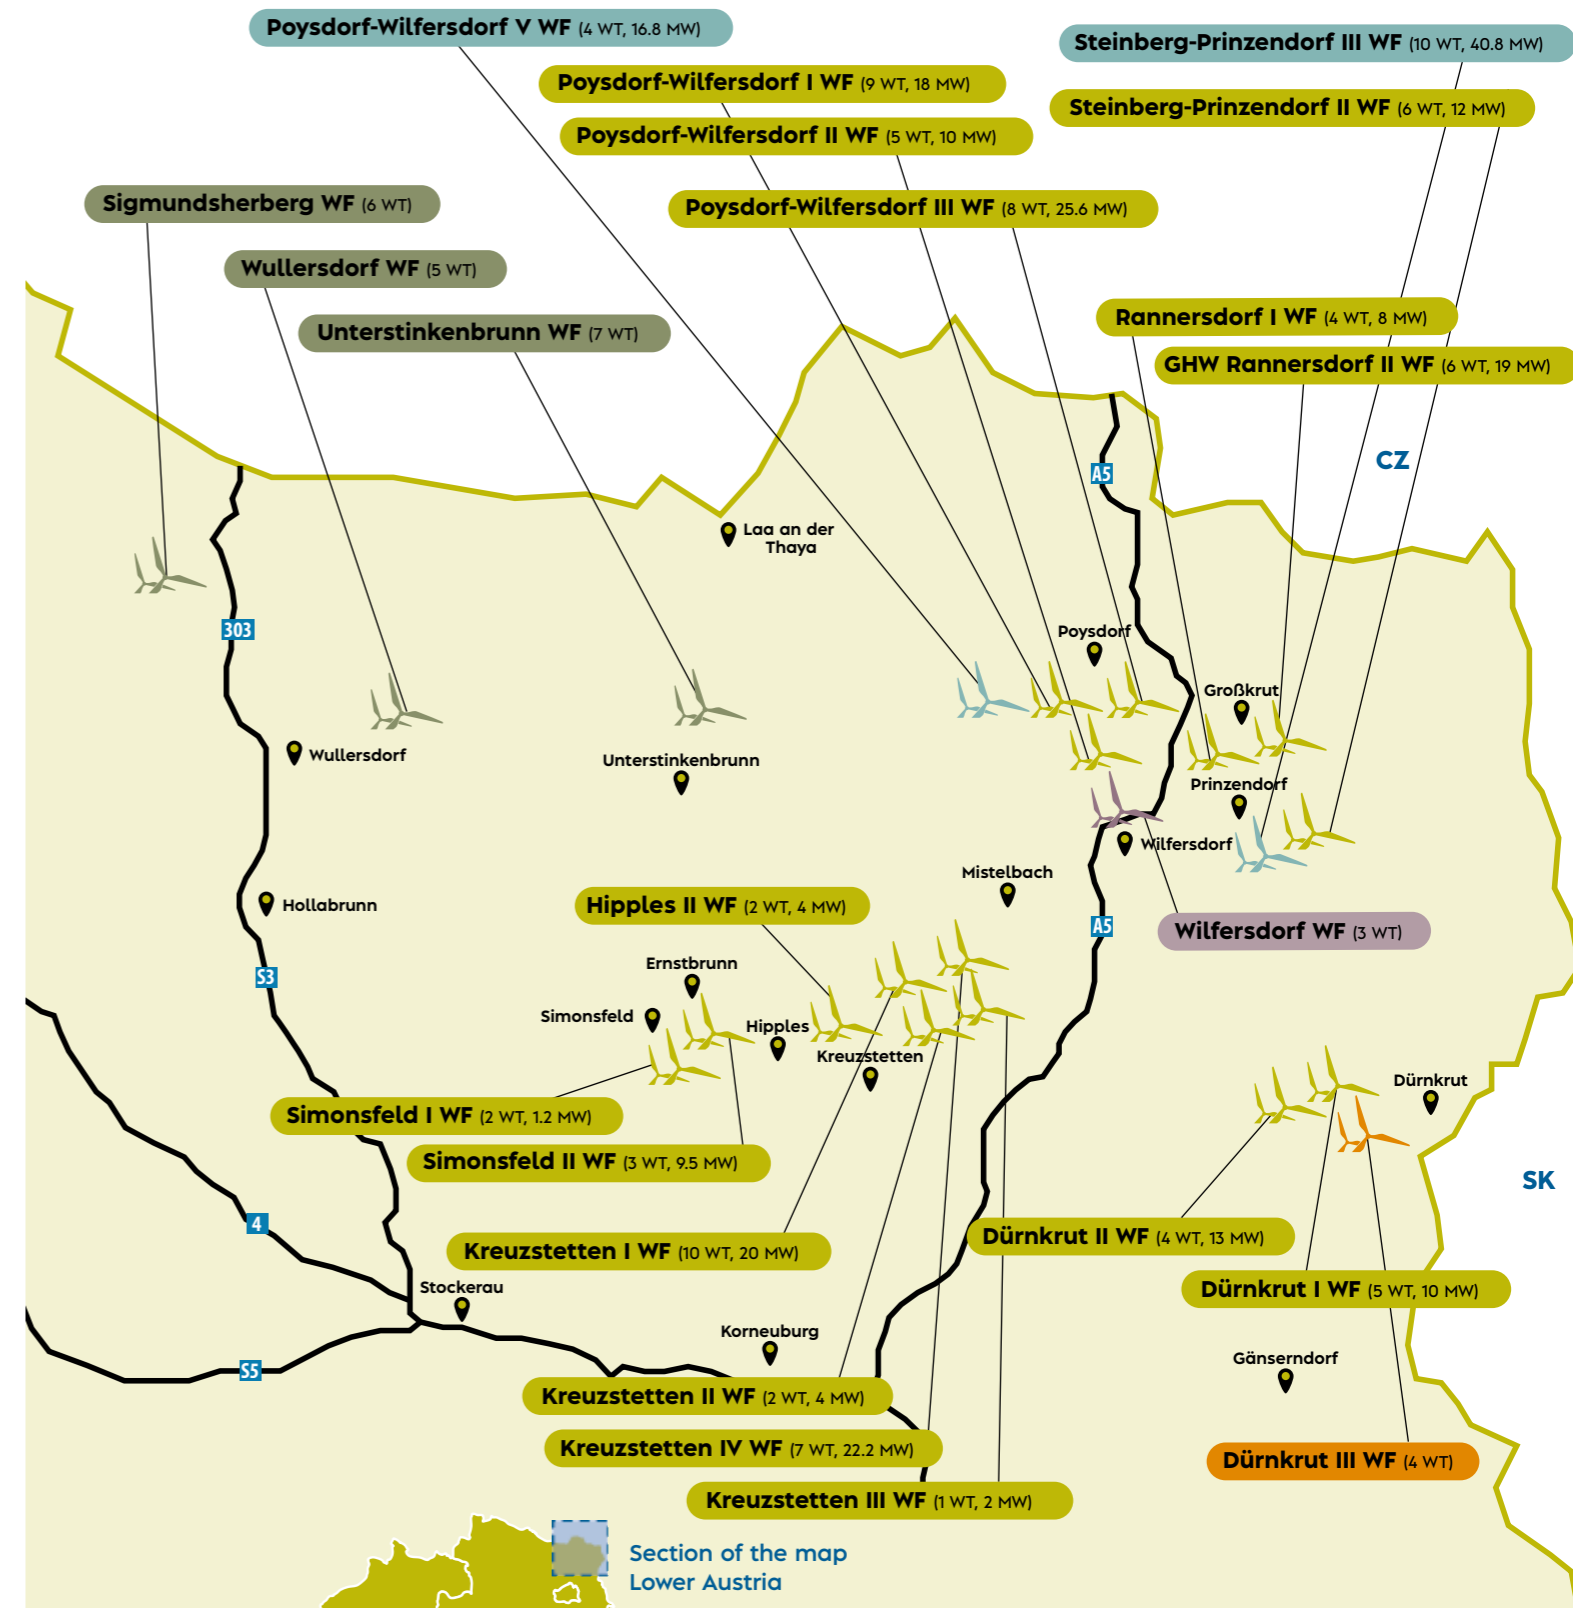 Poysdorf-Wilfersdorf V WF (4 WT, 16.8 MW)
Steinberg-Prinzendorf III WF (10 WT, 40.8 MW)
Poysdorf-Wilfersdorf I WF (9 WT, 18 MW)
Steinberg-Prinzendorf II WF (6 WT, 12 MW)
Poysdorf-Wilfersdorf II WF (5 WT, 10 MW)
Sigmundsherberg WF (6 WT)
Poysdorf-Wilfersdorf III WF (8 WT, 25.6 MW)
Wullersdorf WF (5 WT)
Rannersdorf I WF (4 WT, 8 MW)
Unterstinkenbrunn WF (7 WT)
GHW Rannersdorf II WF (6 WT, 19 MW)
CZ
A5
Laa an der
Thaya
303
Poysdorf
Großkrut
Wullersdorf
Unterstinkenbrunn
Prinzendorf
Wilfersdorf
Mistelbach
Hollabrunn
Hipples II WF (2 WT, 4 MW)
A5
Wilfersdorf WF (3 WT)
Ernstbrunn
S3
Simonsfeld
Hipples
Kreuzstetten
Dürnkrut
Simonsfeld I WF (2 WT, 1.2 MW)
Simonsfeld II WF (3 WT, 9.5 MW)
SK
4
Dürnkrut II WF (4 WT, 13 MW)
Kreuzstetten I WF (10 WT, 20 MW)
Stockerau
Dürnkrut I WF (5 WT, 10 MW)
Korneuburg
Gänserndorf
S5
Kreuzstetten II WF (2 WT, 4 MW)
Kreuzstetten IV WF (7 WT, 22.2 MW)
Dürnkrut III WF (4 WT)
Kreuzstetten III WF (1 WT, 2 MW)
Section of the map
Lower Austria